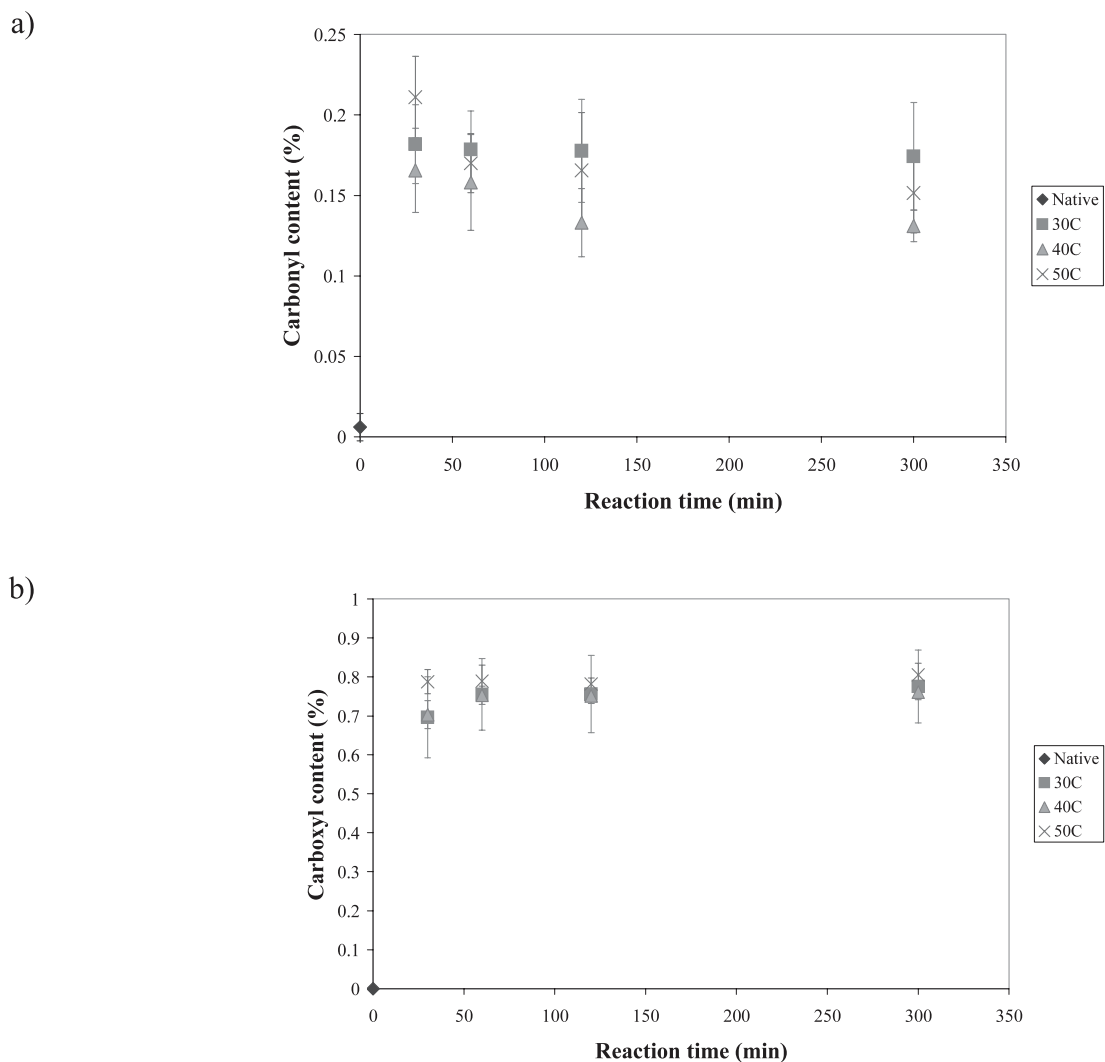 a)
0.25
0.2
0.15
0.1
0.05
0
Carbonyl content (%)
0 50 100 150 200 250 300 350
Reaction time (min)
Native
30C
40C
50C
b)
1
0.9
0.8
0.7
0.6
0.5
0.4
0.3
0.2
0.1
0
Carboxyl content (%)
0 50 100 150 200 250 300 350
Reaction time (min)
Native
30C
40C
50C